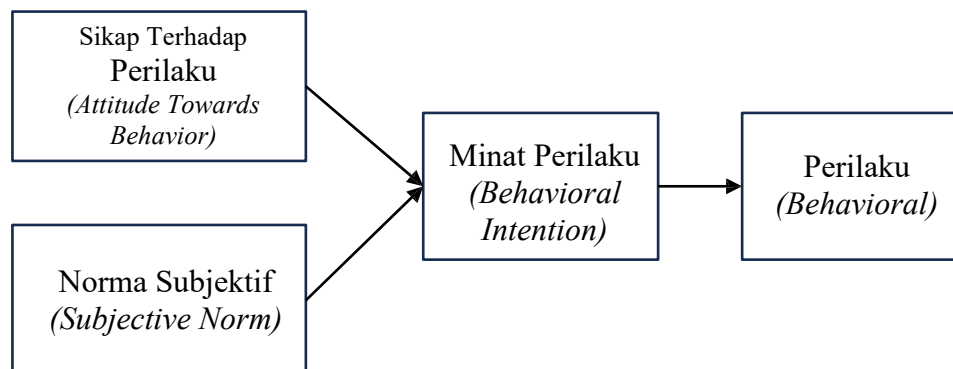 Sikap Terhadap
Perilaku
(Attitude Towards
Behavior)
Norma Subjektif
(Subjective Norm)
Minat Perilaku
(Behavioral
Intention)
Perilaku
(Behavioral)